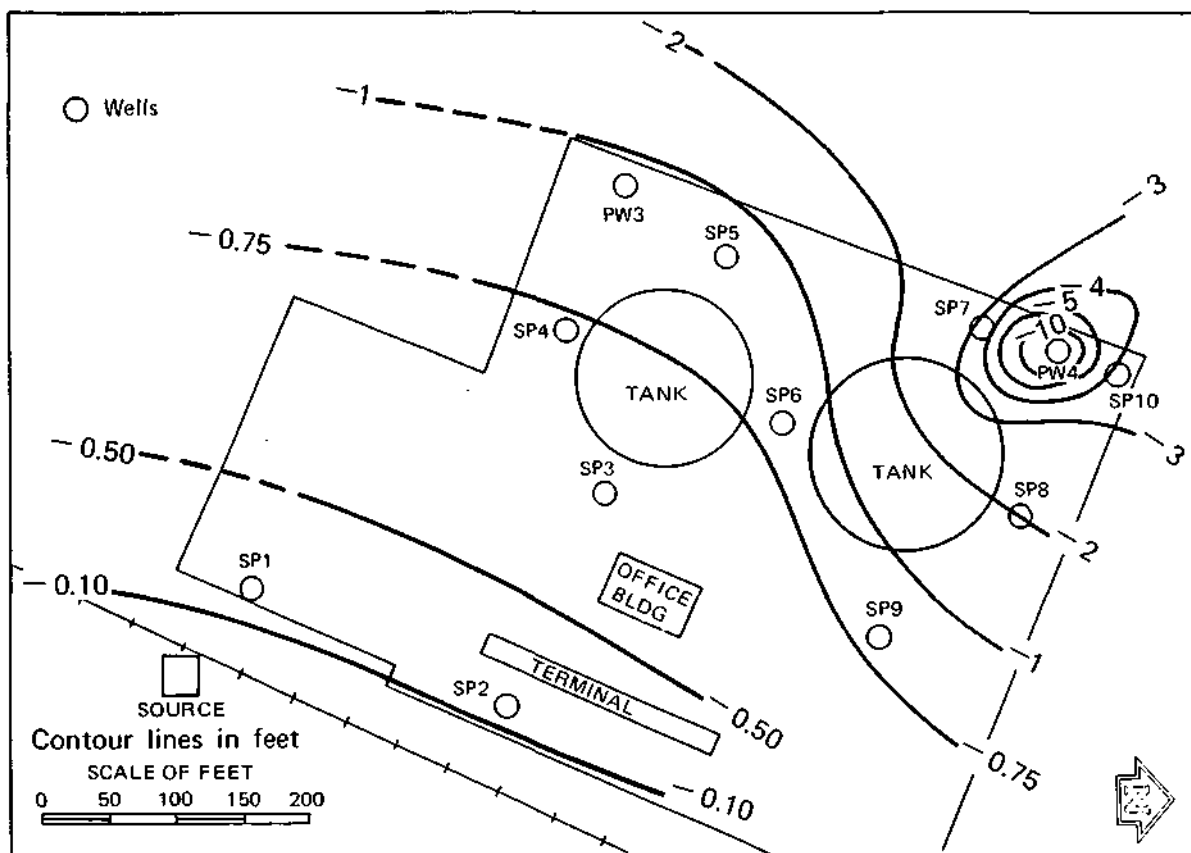 -2
-1
Wells
-3
PW3
-0.75
SP5
-4
-5
SP7
-10
SP4
PW4
SP10
TANK
SP6
-3
-0.50
SP3
TANK
SP8
-2
OFFICE
BLDG
SP1
-0.10
SP9
-1
TERMINAL
SP2
SOURCE
-0.50
Contour lines in feet
-0.75
SCALE OF FEET
-0.10
0 50 100 150 200
N